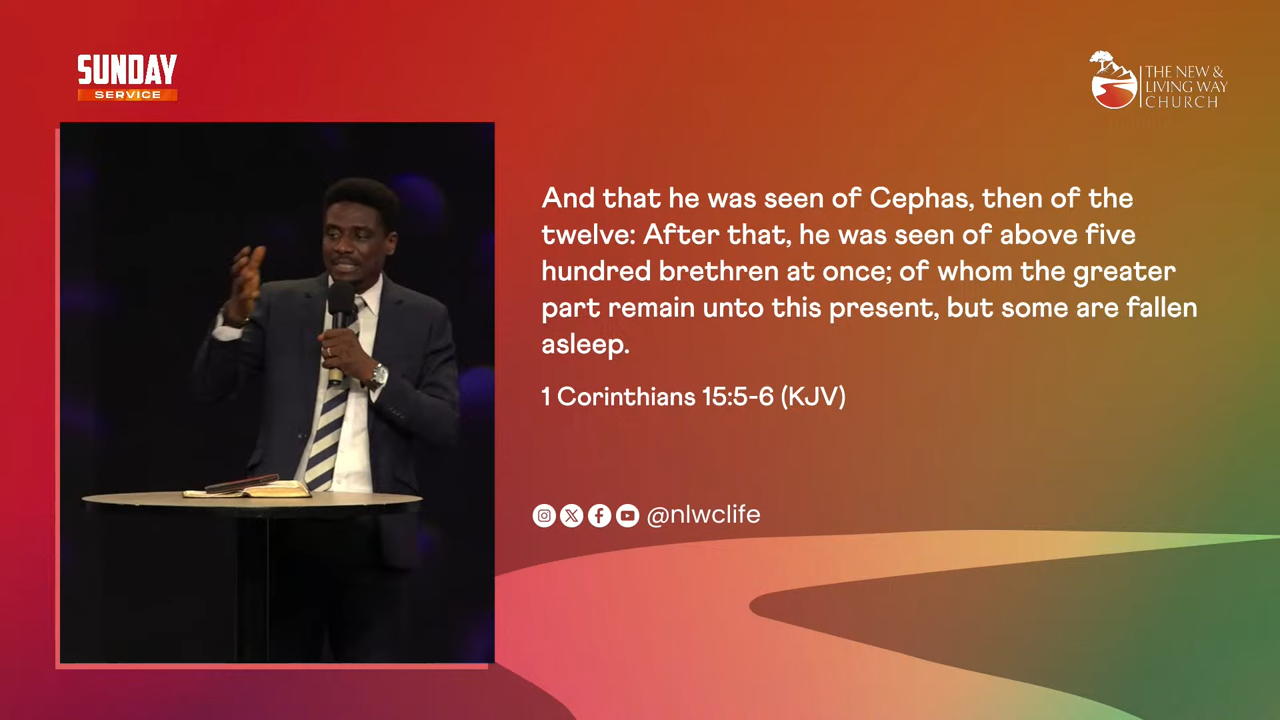 SUNDAY
SERVICE
THE NEW &
LIVING WAY
CHURCH
And that he was seen of Cephas, then of the
twelve: After that, he was seen of above five
hundred brethren at once; of whom the greater
part remain unto this present, but some are fallen
asleep.
1 Corinthians 15:5-6 (KJV)
@nlwclife